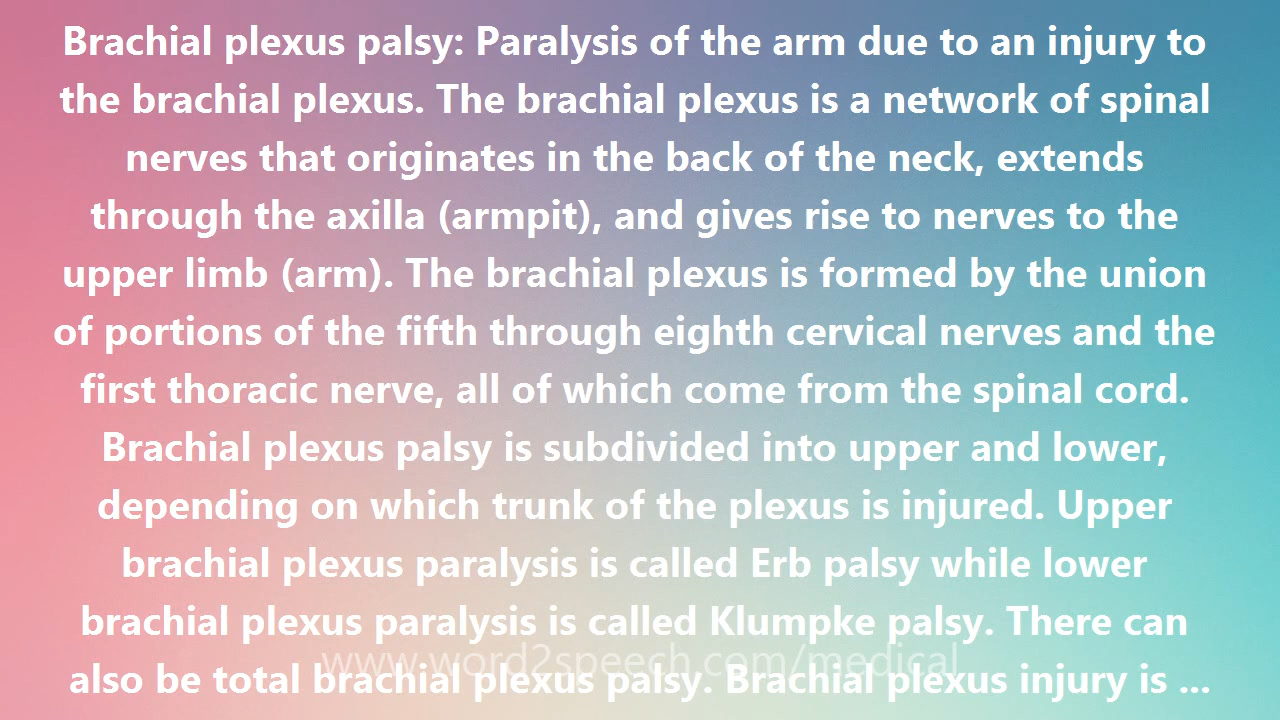 Brachial plexus palsy: Paralysis of the arm due to an injury to
the brachial plexus. The brachial plexus is a network of spinal
nerves that originates in the back of the neck, extends
through the axilla (armpit), and gives rise to nerves to the
upper limb (arm). The brachial plexus is formed by the union
of portions of the fifth through eighth cervical nerves and the
first thoracic nerve, all of which come from the spinal cord.
Brachial plexus palsy is subdivided into upper and lower,
depending on which trunk of the plexus is injured. Upper
brachial plexus paralysis is called Erb palsy while lower
brachial plexus paralysis is called Klumpke palsy. There can
www.word2speech.com/medical
also be total brachial plexus palsy. Brachial plexus injury is ...